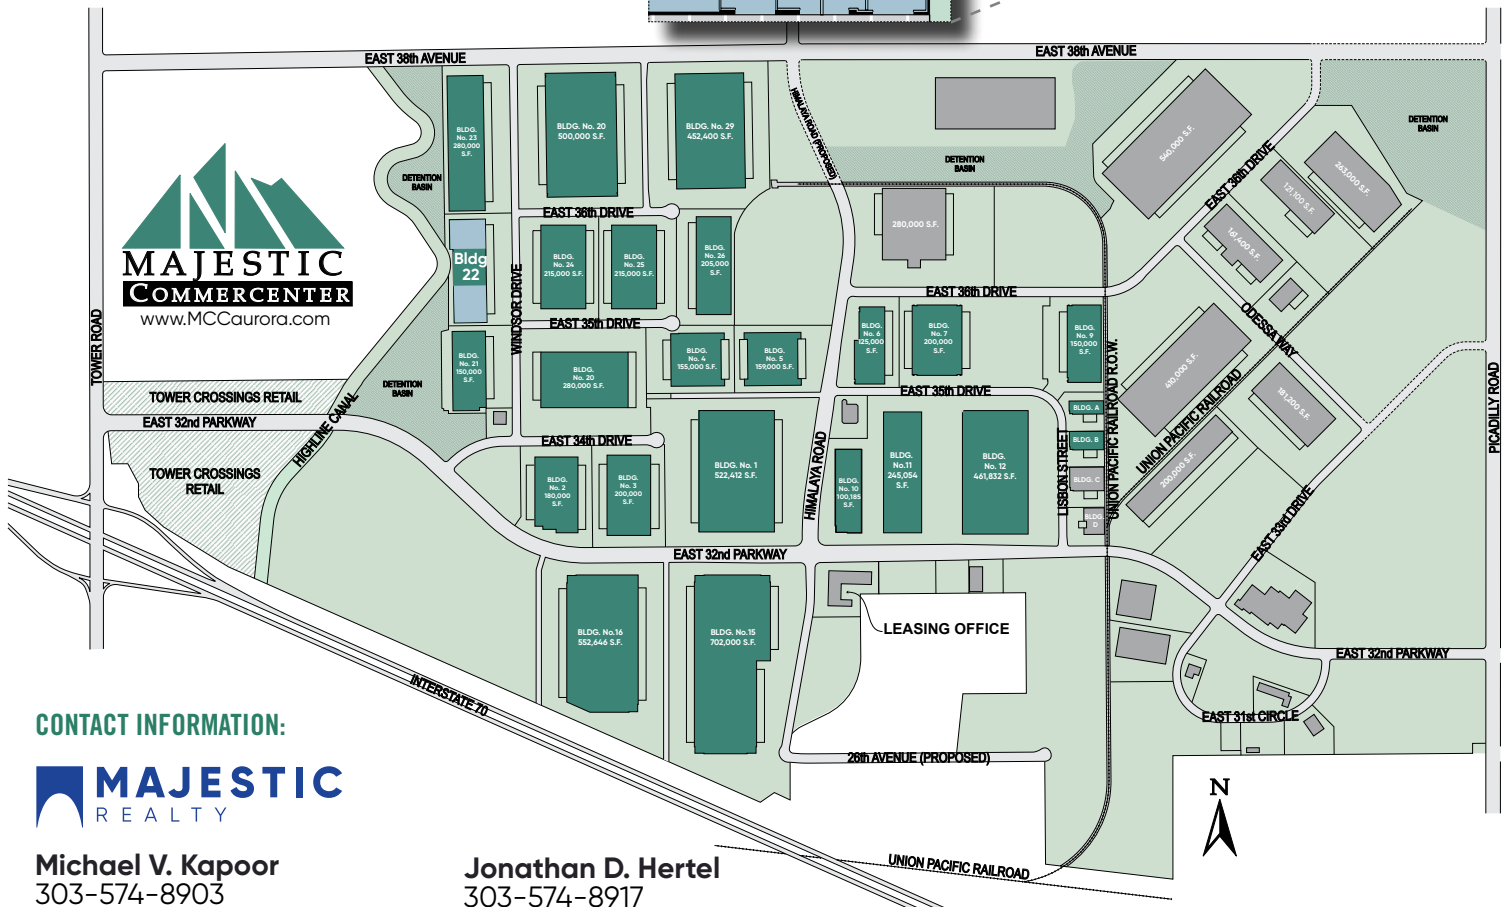 EAST 38th AVENUE
EAST 38th AVENUE
TOWER ROAD
MAJESTIC
COMMERCENTER
www.MCCaurora.com
DETENTION
BASIN
DETENTION
BASIN
DETENTION
BASIN
DETENTION
BASIN
BLDG.
No. 23
280,000
S.F.
Bldg
22
BLDG.
No. 21
150,000
S.F.
WINDSOR DRIVE
BLDG. No. 20
500,000 S.F.
BLDG. No. 29
452,400 S.F.
HIMALAYA ROAD (PROPOSED)
EAST 36th DRIVE
BLDG.
No. 24
215,000 S.F.
BLDG.
No. 25
215,000 S.F.
BLDG.
No. 26
205,000
S.F.
EAST 35th DRIVE
BLDG.
No. 20
280,000 S.F.
BLDG.
No. 4
155,000 S.F.
BLDG.
No. 5
159,000 S.F.
EAST 34th DRIVE
BLDG.
No. 2
180,000
S.F.
BLDG.
No. 3
200,000
S.F.
BLDG. No. 1
522,412 S.F.
HIMALAYA ROAD
280,000 S.F.
EAST 36th DRIVE
BLDG.
No. 6
125,000
S.F.
BLDG.
No. 7
200,000
S.F.
BLDG.
No. 9
150,000
S.F.
EAST 35th DRIVE
BLDG.
No. 10
100,185
S.F.
BLDG.
No.11
245,054
S.F.
BLDG.
No. 12
461,832 S.F.
BLDG. A
BLDG. B
BLDG. C
BLDG.
D
LISBON STREET
UNION PACIFIC RAILROAD R.O.W.
560,000 S.F.
EAST 36th DRIVE
121,100 S.F.
263,000 S.F.
161,400 S.F.
ODESSA WAY
410,000 S.F.
181,200 S.F.
UNION PACIFIC RAILROAD
200,000 S.F.
EAST 33rd DRIVE
PICADILLY ROAD
TOWER CROSSINGS RETAIL
EAST 32nd PARKWAY
TOWER CROSSINGS
RETAIL
HIGHLINE CANAL
EAST 32nd PARKWAY
BLDG. No.16
552,646 S.F.
BLDG. No.15
702,000 S.F.
LEASING OFFICE
EAST 32nd PARKWAY
EAST 31st CIRCLE
INTERSTATE 70
26th AVENUE (PROPOSED)
UNION PACIFIC RAILROAD
N
CONTACT INFORMATION:
MAJESTIC
REALTY
Michael V. Kapoor
303-574-8903
Jonathan D. Hertel
303-574-8917